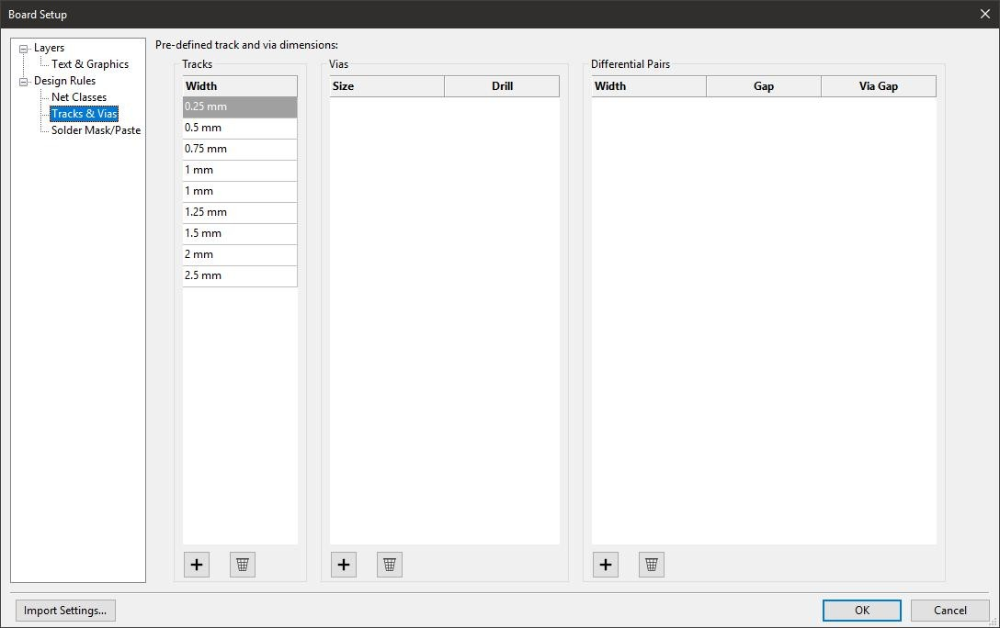 Board Setup
Layers
Text & Graphics
Design Rules
Net Classes
Tracks & Vias
Solder Mask/Paste
Pre-defined track and via dimensions:
Tracks
Width
0.25 mm
0.5 mm
0.75 mm
1 mm
1 mm
1.25 mm
1.5 mm
2 mm
2.5 mm
Vias
Size Drill
Differential Pairs
Width Gap Via Gap
Import Settings...
OK
Cancel